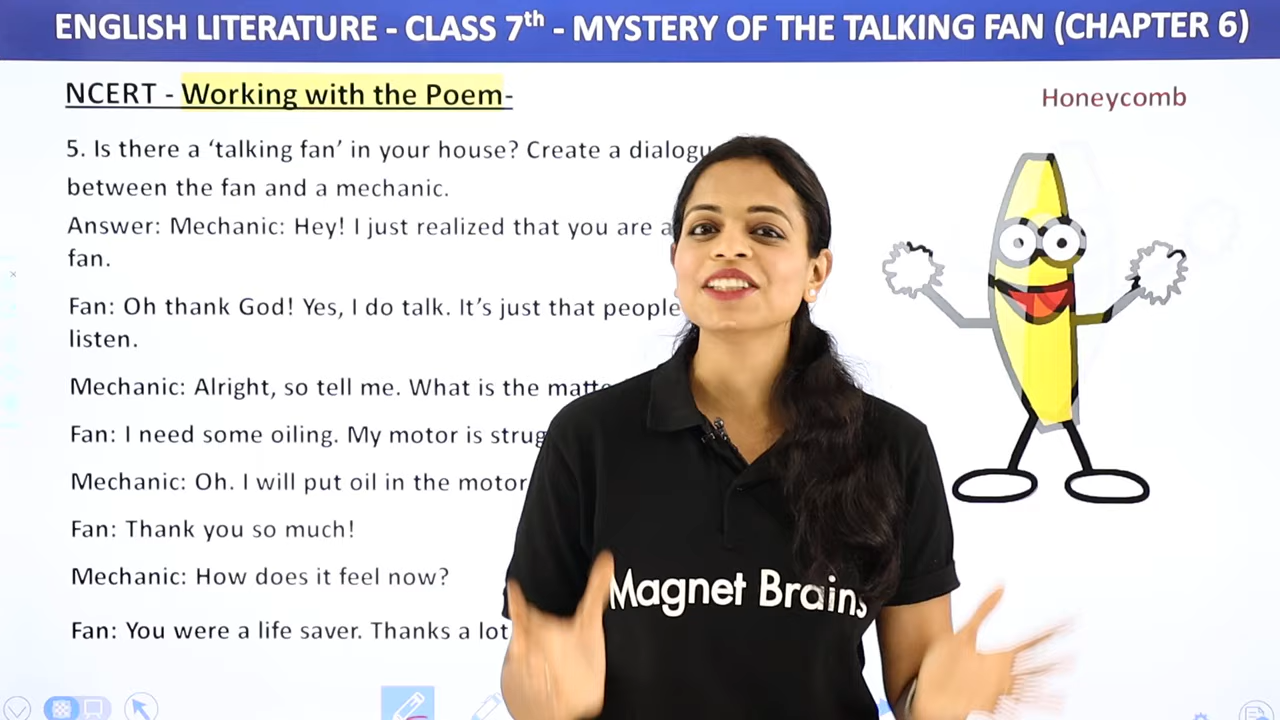 ENGLISH LITERATURE - CLASS 7th - MYSTERY OF THE TALKING FAN (CHAPTER 6)
NCERT - Working with the Poem-
Honeycomb
5. Is there a ‘talking fan’ in your house? Create a
between the fan and a mechanic.
Answer: Mechanic: Hey! I just realized that you are
fan.
Fan: Oh thank God! Yes, I do talk. It’s just that people
listen.
Mechanic: Alright, so tell me. What is the
Fan: I need some oiling. My motor is
Mechanic: Oh. I will put oil in the motor
Fan: Thank you so much!
Mechanic: How does it feel now?
Fan: You were a life saver. Thanks a lot
Magnet Brains